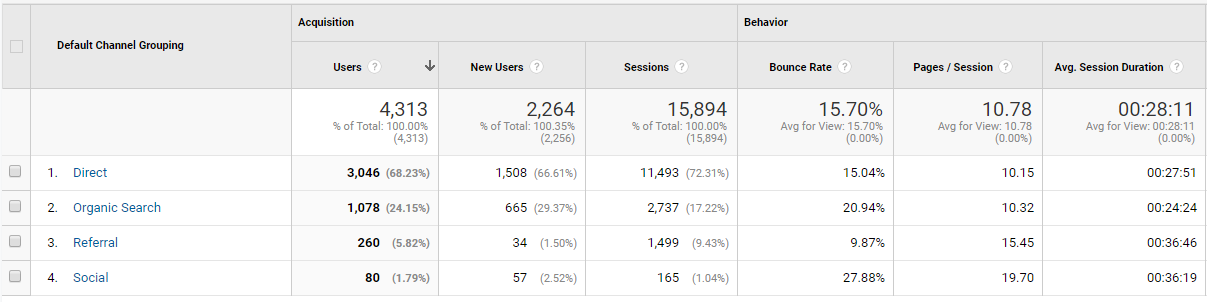 Acquisition Behavior
Default Channel Grouping
Users ? New Users ? Sessions ? Bounce Rate ? Pages / Session ? Avg. Session Duration ?
4,313 2,264 15,894 15.70% 10.78 00:28:11
% of Total: 100.00% % of Total: 100.35% % of Total: 100.00% Avg for View: 15.70% Avg for View: 10.78 Avg for View: 00:28:11
(4,313) (2,256) (15,894) (0.00%) (0.00%) (0.00%)
1. Direct 3,046 (68.23%) 1,508 (66.61%) 11,493 (72.31%) 15.04% 10.15 00:27:51
2. Organic Search 1,078 (24.15%) 665 (29.37%) 2,737 (17.22%) 20.94% 10.32 00:24:24
3. Referral 260 (5.82%) 34 (1.50%) 1,499 (9.43%) 9.87% 15.45 00:36:46
4. Social 80 (1.79%) 57 (2.52%) 165 (1.04%) 27.88% 19.70 00:36:19